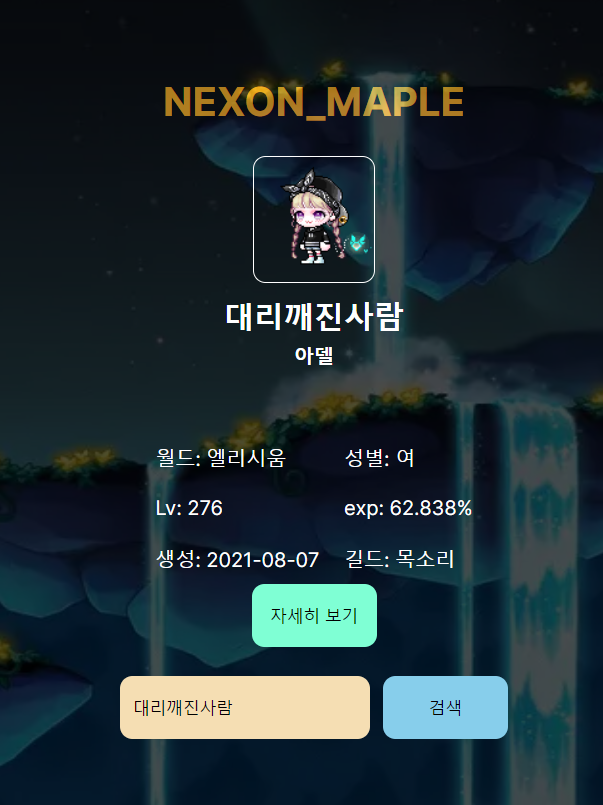 NEXON_MAPLE
대리깨진사람
아델
월드: 엘리시움 성별: 여
Lv: 276 exp: 62.838%
생성: 2021-08-07 길드: 목소리
자세히 보기
대리깨진사람 검색